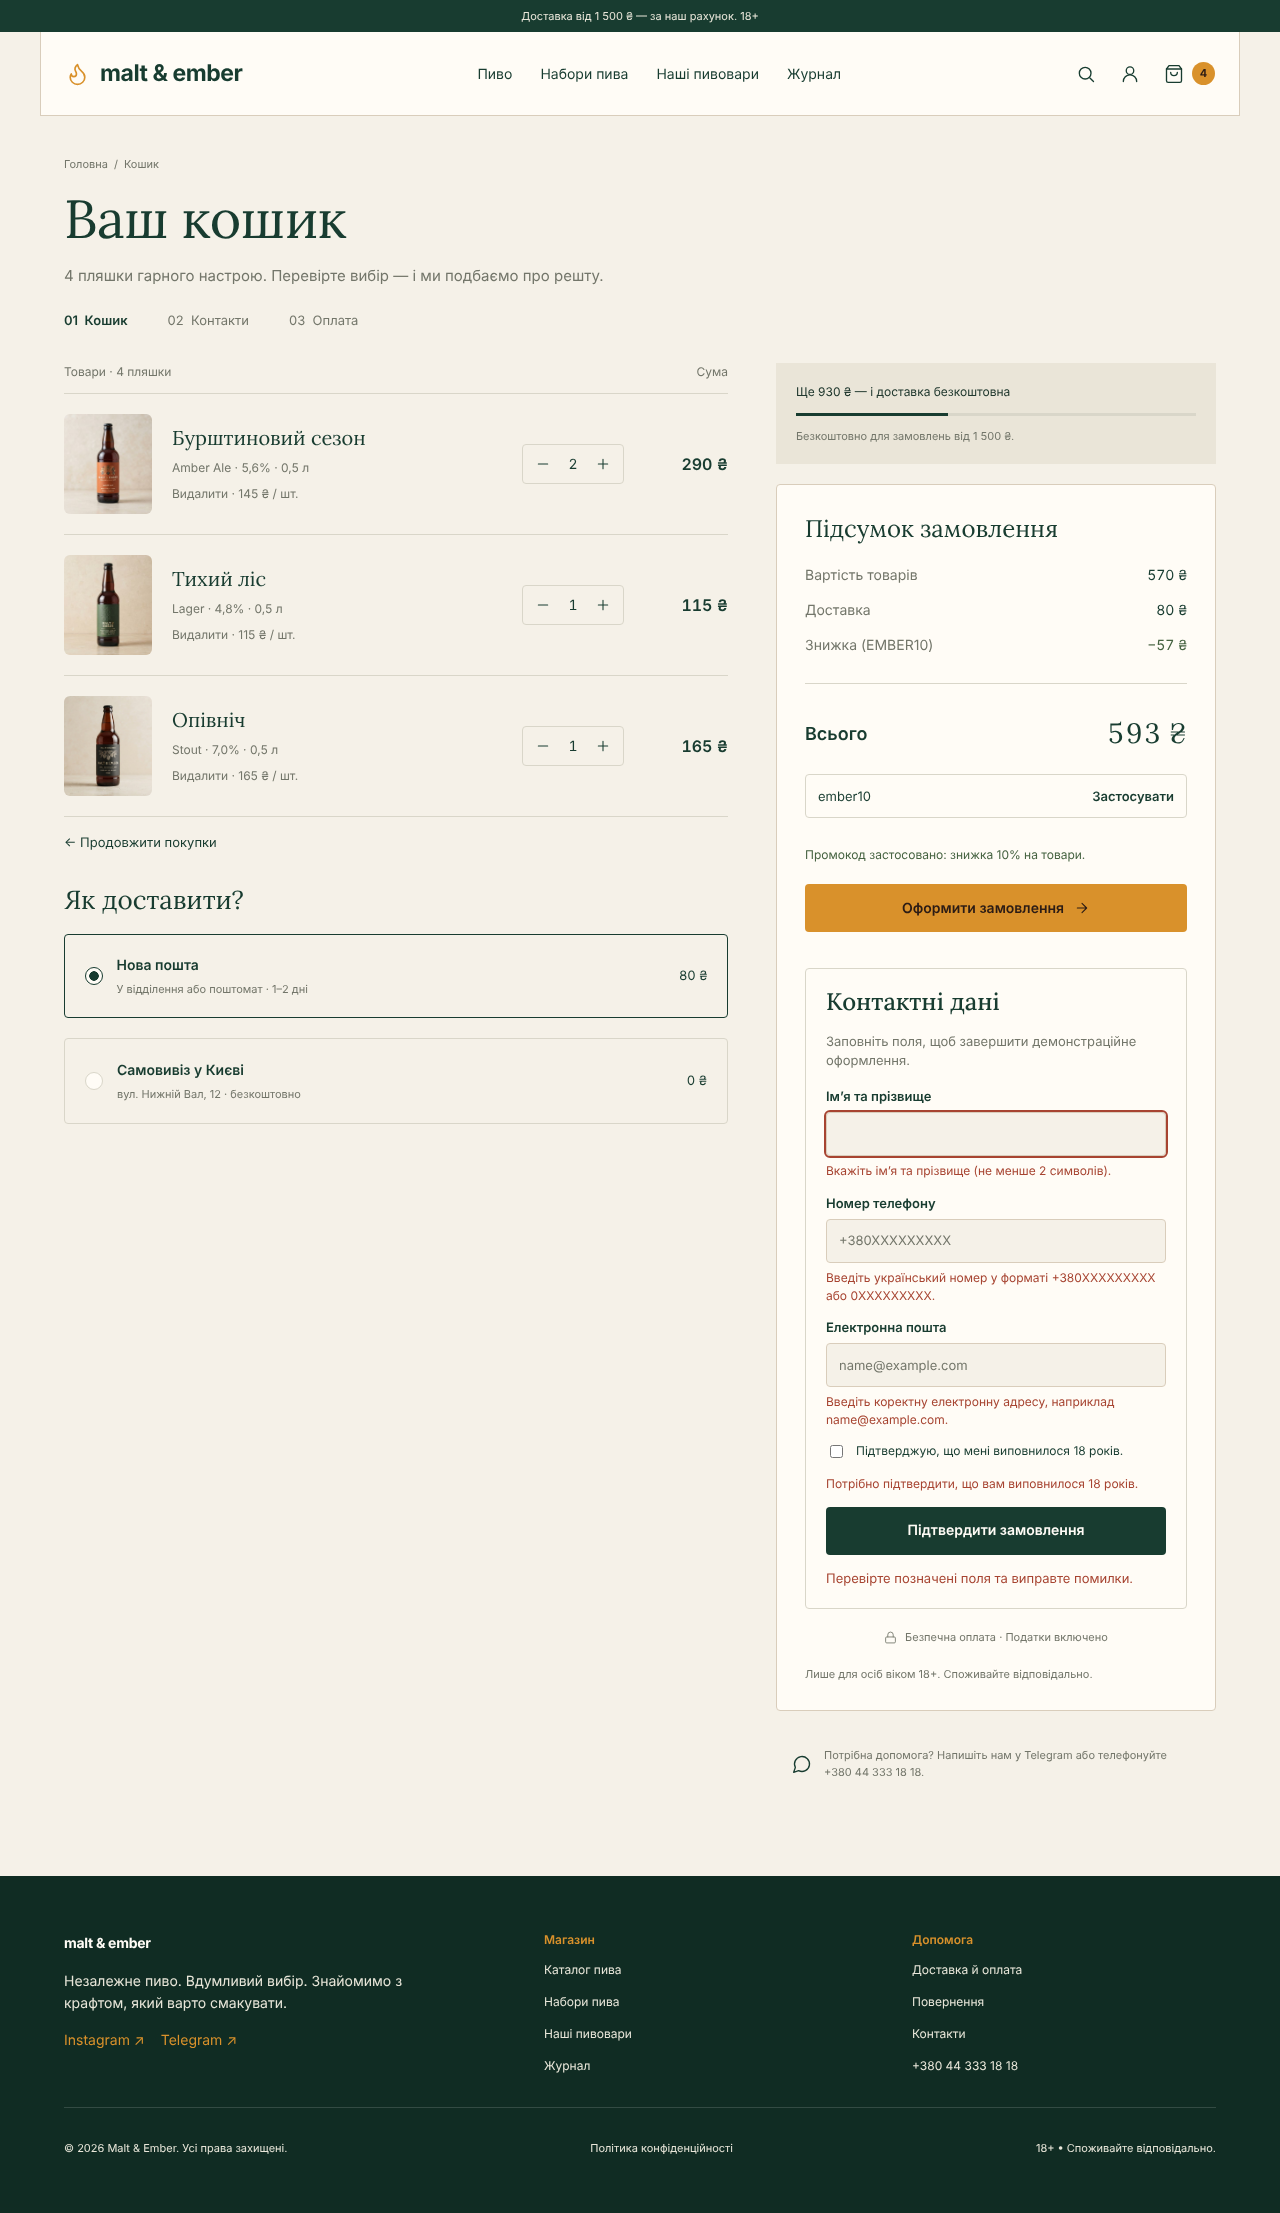 Доставка від 1 500 ₴ — за наш рахунок. 18+
malt & ember
Пиво
Набори пива
Наші пивовари
Журнал
4
Головна / Кошик
Ваш кошик
4 пляшки гарного настрою. Перевірте вибір — і ми подбаємо про решту.
01 Кошик
02 Контакти
03 Оплата
Товари · 4 пляшки
Сума
Бурштиновий сезон
Amber Ale · 5,6% · 0,5 л
Видалити · 145 ₴ / шт.
2
290 ₴
Тихий ліс
Lager · 4,8% · 0,5 л
Видалити · 115 ₴ / шт.
1
115 ₴
Опівніч
Stout · 7,0% · 0,5 л
Видалити · 165 ₴ / шт.
1
165 ₴
← Продовжити покупки
Як доставити?
Нова пошта
У відділення або поштомат · 1–2 дні
80 ₴
Самовивіз у Києві
вул. Нижній Вал, 12 · безкоштовно
0 ₴
Ще 930 ₴ — і доставка безкоштовна
Безкоштовно для замовлень від 1 500 ₴.
Підсумок замовлення
Вартість товарів
570 ₴
Доставка
80 ₴
Знижка (EMBER10)
−57 ₴
Всього
593 ₴
ember10
Застосувати
Промокод застосовано: знижка 10% на товари.
Оформити замовлення →
Контактні дані
Заповніть поля, щоб завершити демонстраційне
оформлення.
Ім’я та прізвище
Вкажіть ім’я та прізвище (не менше 2 символів).
Номер телефону
+380XXXXXXXXX
Введіть український номер у форматі +380XXXXXXXXX
або 0XXXXXXXXX.
Електронна пошта
name@example.com
Введіть коректну електронну адресу, наприклад
name@example.com.
Підтверджую, що мені виповнилося 18 років.
Потрібно підтвердити, що вам виповнилося 18 років.
Підтвердити замовлення
Перевірте позначені поля та виправте помилки.
Безпечна оплата · Податки включено
Лише для осіб віком 18+. Споживайте відповідально.
Потрібна допомога? Напишіть нам у Telegram або телефонуйте
+380 44 333 18 18.
malt & ember
Незалежне пиво. Вдумливий вибір. Знайомимо з
крафтом, який варто смакувати.
Instagram ↗
Telegram ↗
Магазин
Каталог пива
Набори пива
Наші пивовари
Журнал
Допомога
Доставка й оплата
Повернення
Контакти
+380 44 333 18 18
© 2026 Malt & Ember. Усі права захищені.
Політика конфіденційності
18+ • Споживайте відповідально.